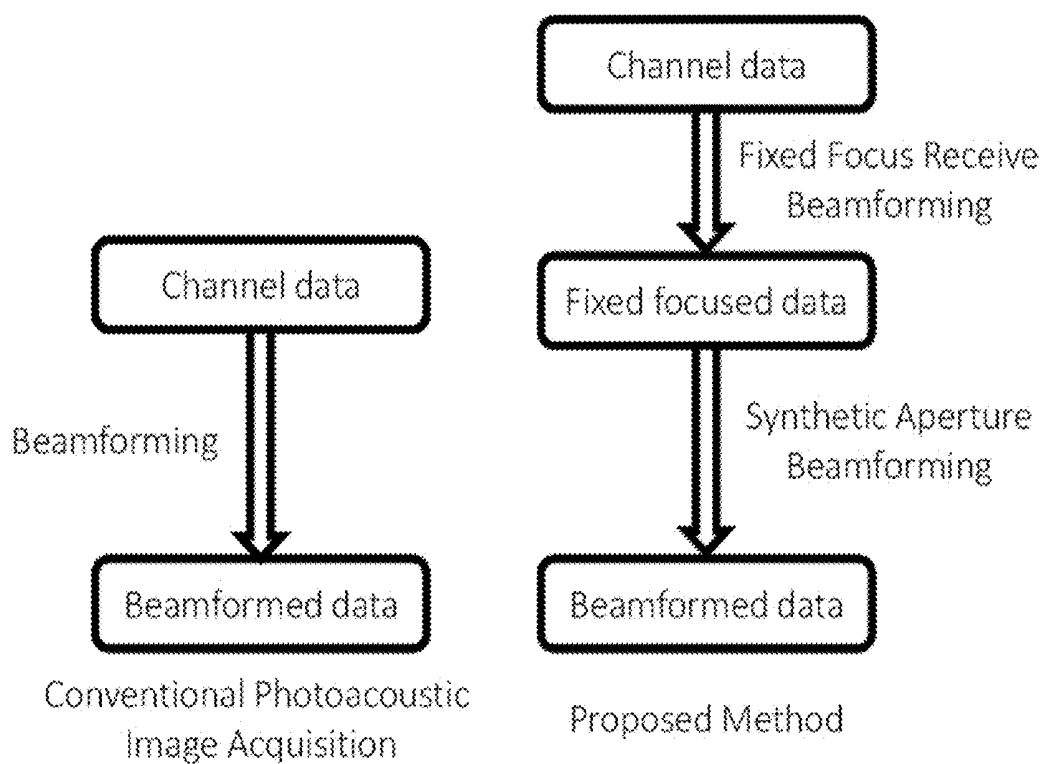 Channel data
Beamforming
Beamformed data
Conventional Photoacoustic
Image Acquisition
Channel data
Fixed Focus Receive
Beamforming
Fixed focused data
Synthetic Aperture
Beamforming
Beamformed data
Proposed Method